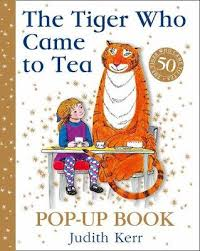 The Tiger Who
Came to Tea
50
POP-UP BOOK
Judith Kerr